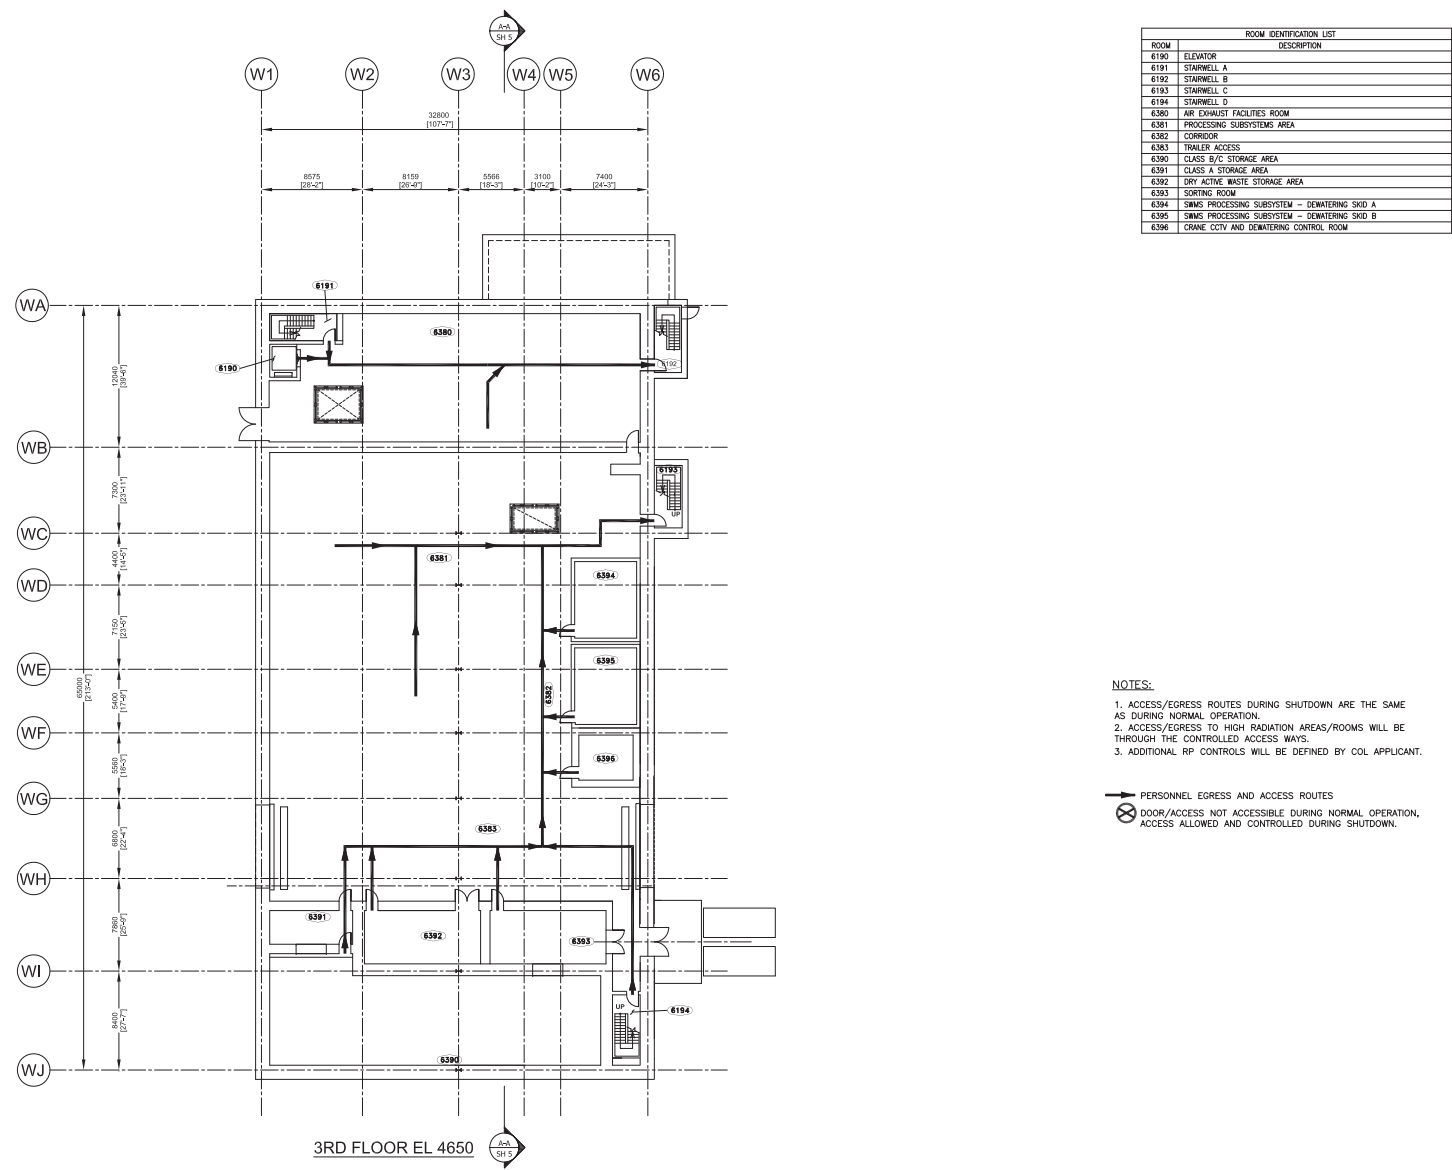 A-A
SH 5
W1 W2 W3 W4 W5 W6
32800
[107'-7"]
8575 8159 5566 3100 7400
[28'-2"] [26'-9"] [18'-3"] [10'-2"] [24'-3"]
ROOM IDENTIFICATION LIST
ROOM DESCRIPTION
6190 ELEVATOR
6191 STAIRWELL A
6192 STAIRWELL B
6193 STAIRWELL C
6194 STAIRWELL D
6380 AIR EXHAUST FACILITIES ROOM
6381 PROCESSING SUBSYSTEMS AREA
6382 CORRIDOR
6383 TRAILER ACCESS
6390 CLASS B/C STORAGE AREA
6391 CLASS A STORAGE AREA
6392 DRY ACTIVE WASTE STORAGE AREA
6393 SORTING ROOM
6394 SWMS PROCESSING SUBSYSTEM – DEWATERING SKID A
6395 SWMS PROCESSING SUBSYSTEM – DEWATERING SKID B
6396 CRANE CCTV AND DEWATERING CONTROL ROOM
6191
WA
6380
6190
6192
12040
[39'-6"]
WB
6193
7300
[23'-11"]
UP
WC
6381
4400
[14'-5"]
6394
WD
7150
[23'-5"]
6395
WE
65000
[213'-0"]
5400
[17'-9"]
6382
WF
5560
[18'-3"]
6396
WG
6800
[22'-4"]
6383
WH
7860
[25'-9"]
6391
6392
6393
WI
8400
[27'-7"]
UP
6194
6390
WJ
3RD FLOOR EL 4650
A-A
SH 5
NOTES:
1. ACCESS/EGRESS ROUTES DURING SHUTDOWN ARE THE SAME
AS DURING NORMAL OPERATION.
2. ACCESS/EGRESS TO HIGH RADIATION AREAS/ROOMS WILL BE
THROUGH THE CONTROLLED ACCESS WAYS.
3. ADDITIONAL RP CONTROLS WILL BE DEFINED BY COL APPLICANT.
PERSONNEL EGRESS AND ACCESS ROUTES
DOOR/ACCESS NOT ACCESSIBLE DURING NORMAL OPERATION,
ACCESS ALLOWED AND CONTROLLED DURING SHUTDOWN.